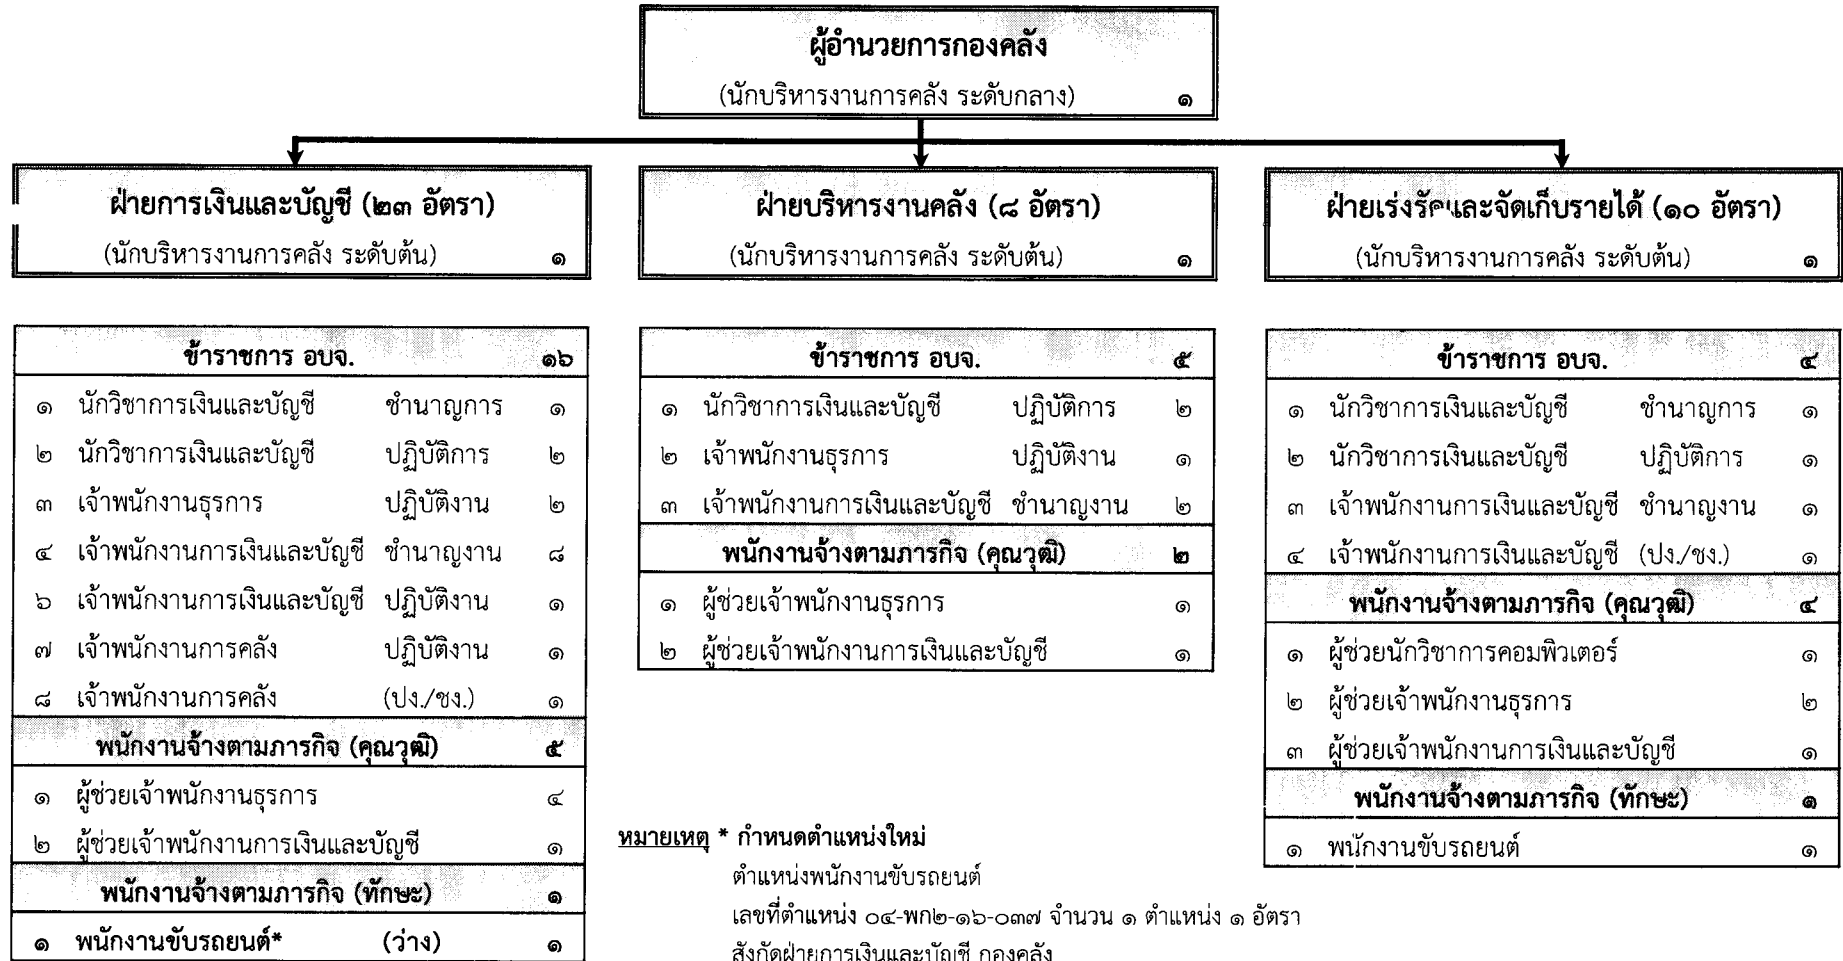 ผู้อำนวยการกองคลัง
(นักบริหารงานการคลัง ระดับกลาง) ๑
ฝ่ายการเงินและบัญชี (๒๓ อัตรา)
(นักบริหารงานการคลัง ระดับต้น) ๑
ข้าราชการ อบจ. ๑๖
๑ นักวิชาการเงินและบัญชี ชำนาญการ ๑
๒ นักวิชาการเงินและบัญชี ปฏิบัติการ ๒
๓ เจ้าพนักงานธุรการ ปฏิบัติงาน ๒
๔ เจ้าพนักงานการเงินและบัญชี ชำนาญงาน ๘
๖ เจ้าพนักงานการเงินและบัญชี ปฏิบัติงาน ๑
๗ เจ้าพนักงานการคลัง ปฏิบัติงาน ๑
๘ เจ้าพนักงานการคลัง (ปง./ชง.) ๑
พนักงานจ้างตามภารกิจ (คุณวุฒิ) ๕
๑ ผู้ช่วยเจ้าพนักงานธุรการ ๔
๒ ผู้ช่วยเจ้าพนักงานการเงินและบัญชี ๑
พนักงานจ้างตามภารกิจ (ทักษะ) ๑
๑ พนักงานขับรถยนต์* (ว่าง) ๑
ฝ่ายบริหารงานคลัง (๘ อัตรา)
(นักบริหารงานการคลัง ระดับต้น) ๑
ข้าราชการ อบจ. ๕
๑ นักวิชาการเงินและบัญชี ปฏิบัติการ ๒
๒ เจ้าพนักงานธุรการ ปฏิบัติงาน ๑
๓ เจ้าพนักงานการเงินและบัญชี ชำนาญงาน ๒
พนักงานจ้างตามภารกิจ (คุณวุฒิ) ๒
๑ ผู้ช่วยเจ้าพนักงานธุรการ ๑
๒ ผู้ช่วยเจ้าพนักงานการเงินและบัญชี ๑
ฝ่ายเร่งรัดและจัดเก็บรายได้ (๑๐ อัตรา)
(นักบริหารงานการคลัง ระดับต้น) ๑
ข้าราชการ อบจ. ๔
๑ นักวิชาการเงินและบัญชี ชำนาญการ ๑
๒ นักวิชาการเงินและบัญชี ปฏิบัติการ ๑
๓ เจ้าพนักงานการเงินและบัญชี ชำนาญงาน ๑
๔ เจ้าพนักงานการเงินและบัญชี (ปง./ชง.) ๑
พนักงานจ้างตามภารกิจ (คุณวุฒิ) ๔
๑ ผู้ช่วยนักวิชาการคอมพิวเตอร์ ๑
๒ ผู้ช่วยเจ้าพนักงานธุรการ ๒
๓ ผู้ช่วยเจ้าพนักงานการเงินและบัญชี ๑
พนักงานจ้างตามภารกิจ (ทักษะ) ๑
๑ พนักงานขับรถยนต์ ๑
หมายเหตุ * กำหนดตำแหน่งใหม่
ตำแหน่งพนักงานขับรถยนต์
เลขที่ตำแหน่ง ๐๔-พก๒-๑๖-๐๓๗ จำนวน ๑ ตำแหน่ง ๑ อัตรา
สังกัดฝ่ายการเงินและบัญชี กองคลัง